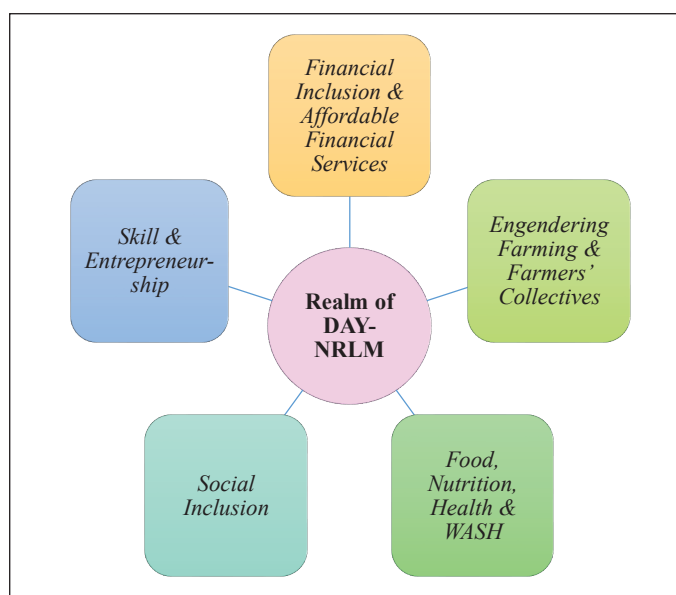 Financial
Inclusion &
Affordable
Financial
Services
Skill &
Entrepreneur-
ship
Engendering
Farming &
Farmers’
Collectives
Realm of
DAY-
NRLM
Social
Inclusion
Food,
Nutrition,
Health &
WASH